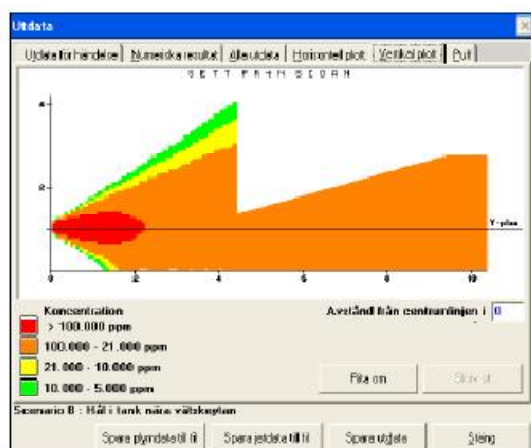 Utdata
Utdata för händelse Numeriska resultat Alla utdata Horisontell plot Vertikal plot Puff
SETT FRÅN SIDAN
Y-plan
0 2 4 6 8 10
Koncentration
> 100.000 ppm
100.000 - 21.000 ppm
21.000 - 10.000 ppm
10.000 - 5.000 ppm
Avstånd från centrumlinjen i 0
Rita om Skriv ut
Scenario 8 : Hål i tank nära vätskeytan
Spara plymdata till fil Spara jetdata till fil Spara utdata Stäng